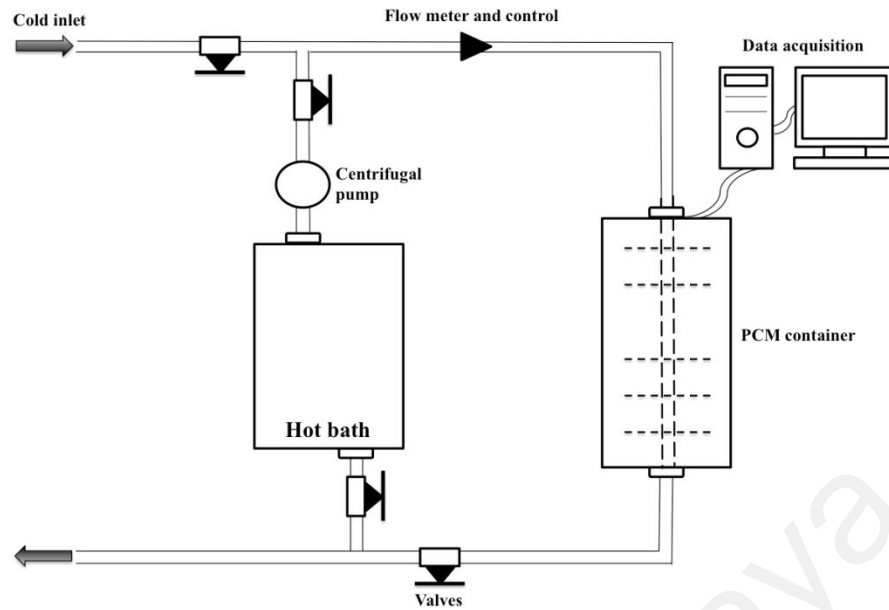 Cold inlet
Flow meter and control
Data acquisition
Centrifugal
pump
PCM container
Hot bath
Valves